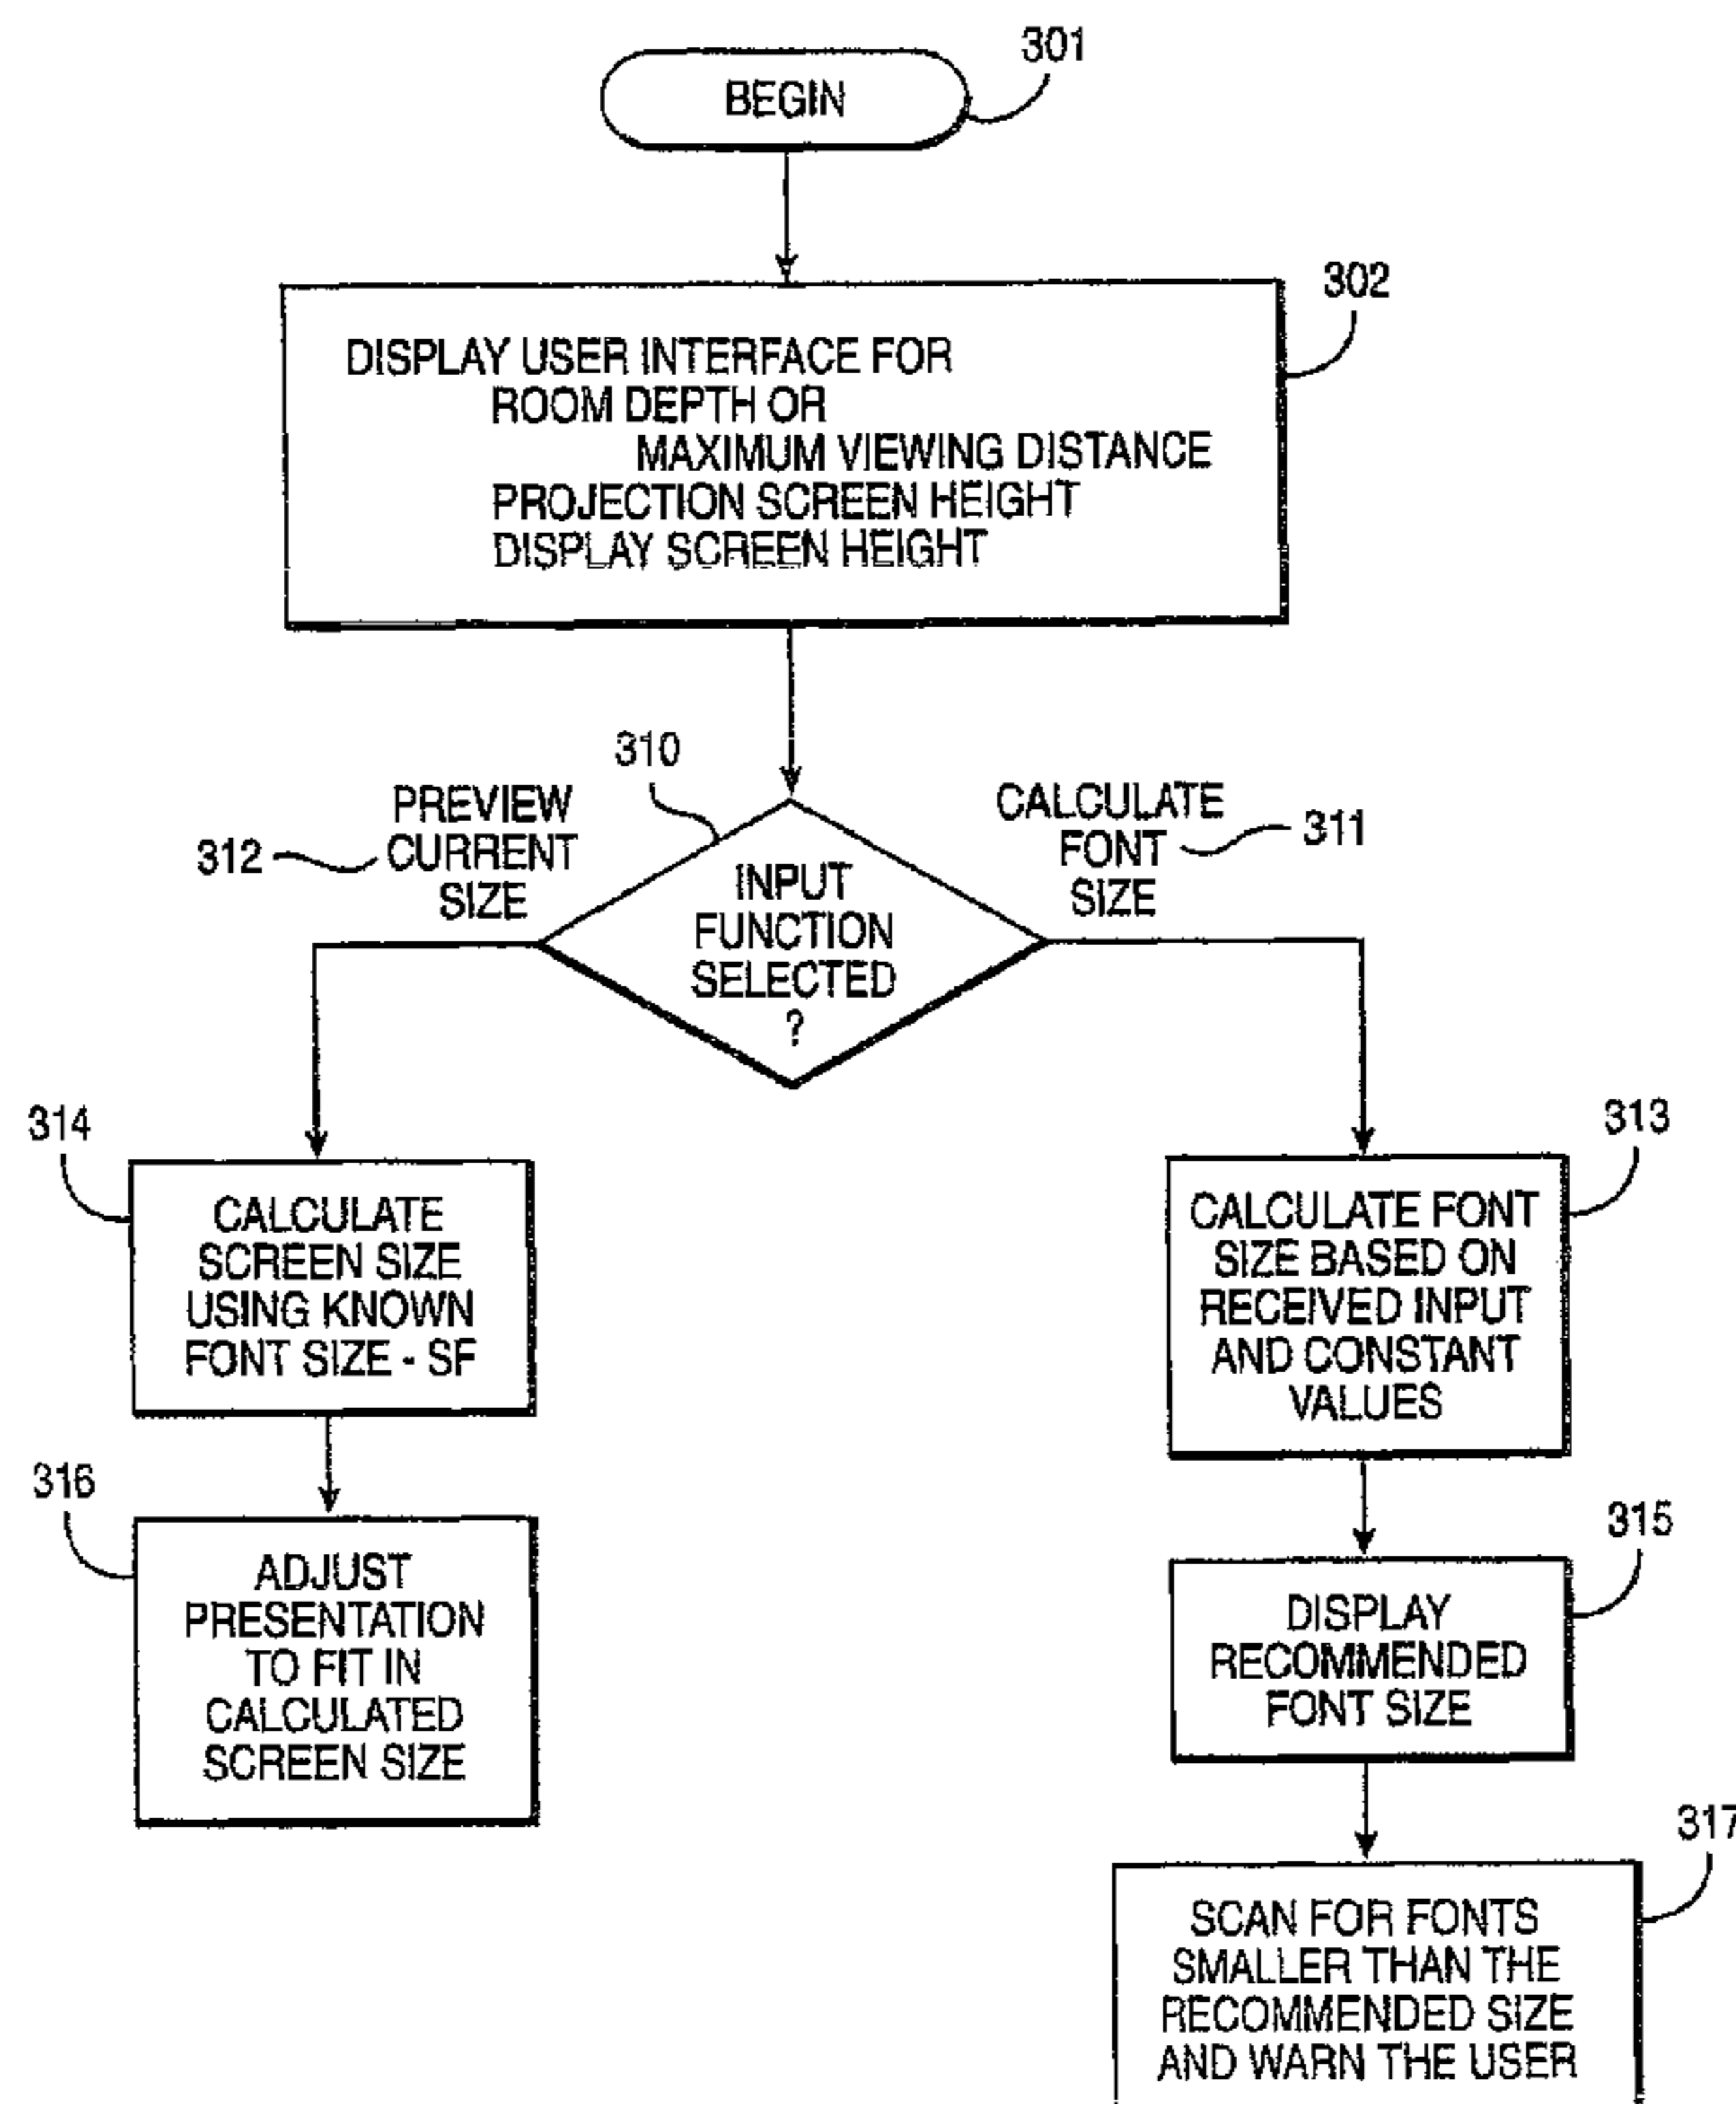 301
BEGIN
302
DISPLAY USER INTERFACE FOR
ROOM DEPTH OR
MAXIMUM VIEWING DISTANCE
PROJECTION SCREEN HEIGHT
DISPLAY SCREEN HEIGHT
310
PREVIEW
CURRENT
SIZE
312
CALCULATE
FONT
SIZE
311
INPUT
FUNCTION
SELECTED
?
314
CALCULATE
SCREEN SIZE
USING KNOWN
FONT SIZE - SF
313
CALCULATE FONT
SIZE BASED ON
RECEIVED INPUT
AND CONSTANT
VALUES
316
ADJUST
PRESENTATION
TO FIT IN
CALCULATED
SCREEN SIZE
315
DISPLAY
RECOMMENDED
FONT SIZE
317
SCAN FOR FONTS
SMALLER THAN THE
RECOMMENDED SIZE
AND WARN THE USER